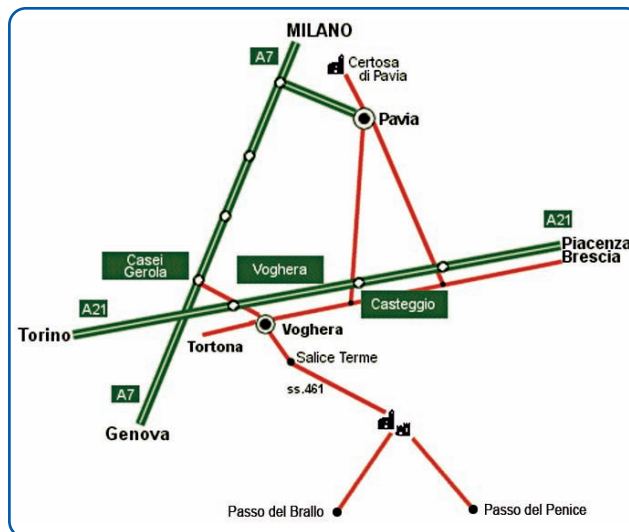 MILANO
A7
Certosa
di Pavia
Pavia
A21
Piacenza
Brescia
Casei
Gerola
Voghera
Casteggio
A21
Torino
Tortona
Voghera
Salice Terme
ss.461
A7
Genova
Passo del Brallo
Passo del Penice